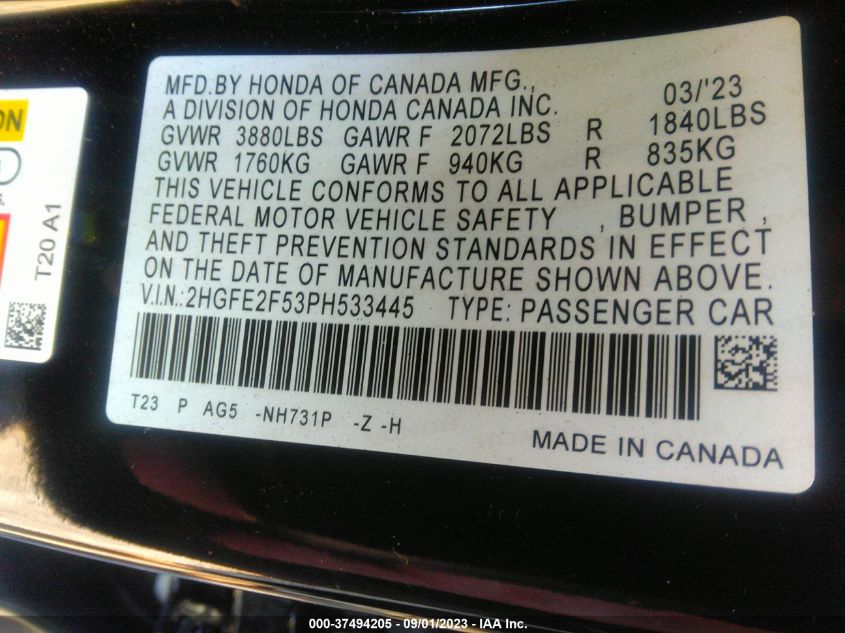 MFD.BY HONDA OF CANADA MFG., 03/'23
A DIVISION OF HONDA CANADA INC.
GVWR 3880LBS GAWR F 2072LBS R 1840LBS
GVWR 1760KG GAWR F 940KG R 835KG
THIS VEHICLE CONFORMS TO ALL APPLICABLE
FEDERAL MOTOR VEHICLE SAFETY , BUMPER ,
AND THEFT PREVENTION STANDARDS IN EFFECT
ON THE DATE OF MANUFACTURE SHOWN ABOVE.
V.I.N.:2HGFE2F53PH533445 TYPE: PASSENGER CAR
T23 P AG5 -NH731P -Z -H
MADE IN CANADA
T20 A1
000-37494205 - 09/01/2023 - IAA Inc.